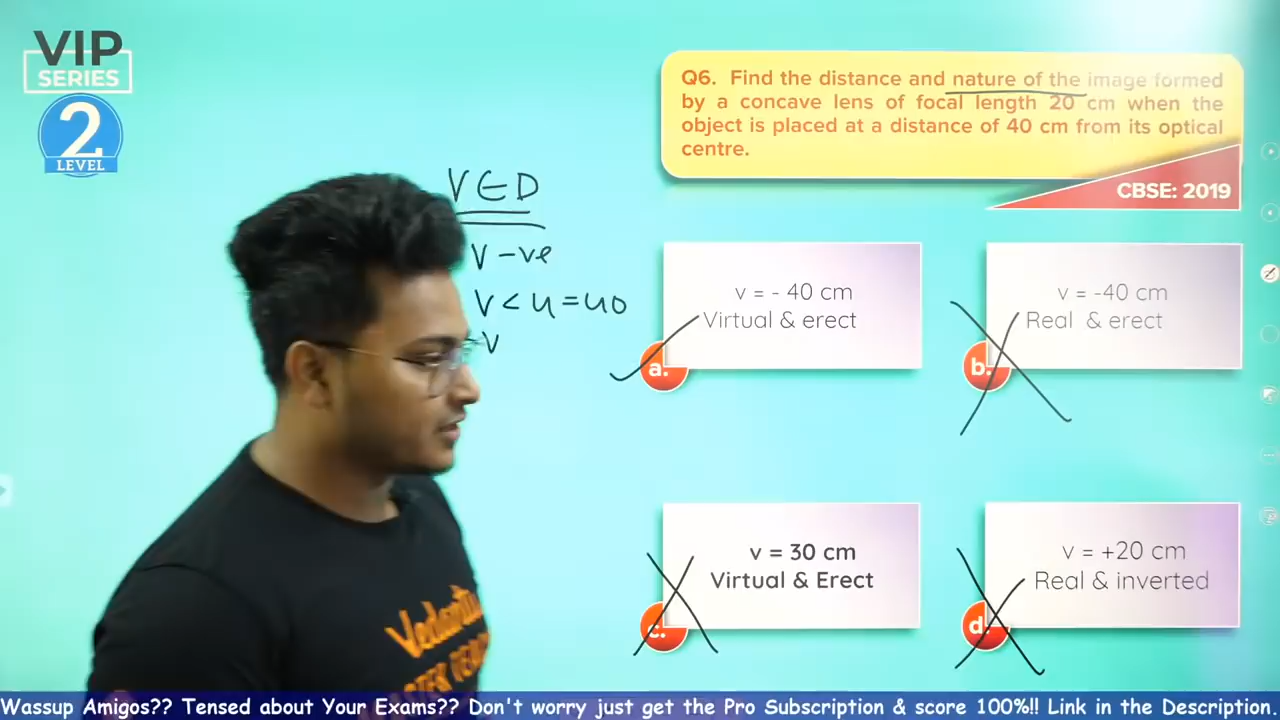 VIP
SERIES
2
LEVEL
Q6. Find the distance and nature of the image formed
by a concave lens of focal length 20 cm when the
object is placed at a distance of 40 cm from its optical
centre.
CBSE: 2019
V ∈ D
V -ve
V < u = 40
v = - 40 cm
Virtual & erect
a.
v = -40 cm
Real & erect
b.
v = 30 cm
Virtual & Erect
c.
v = +20 cm
Real & inverted
d.
Wassup Amigos?? Tensed about Your Exams?? Don't worry just get the Pro Subscription & score 100%!! Link in the Description.